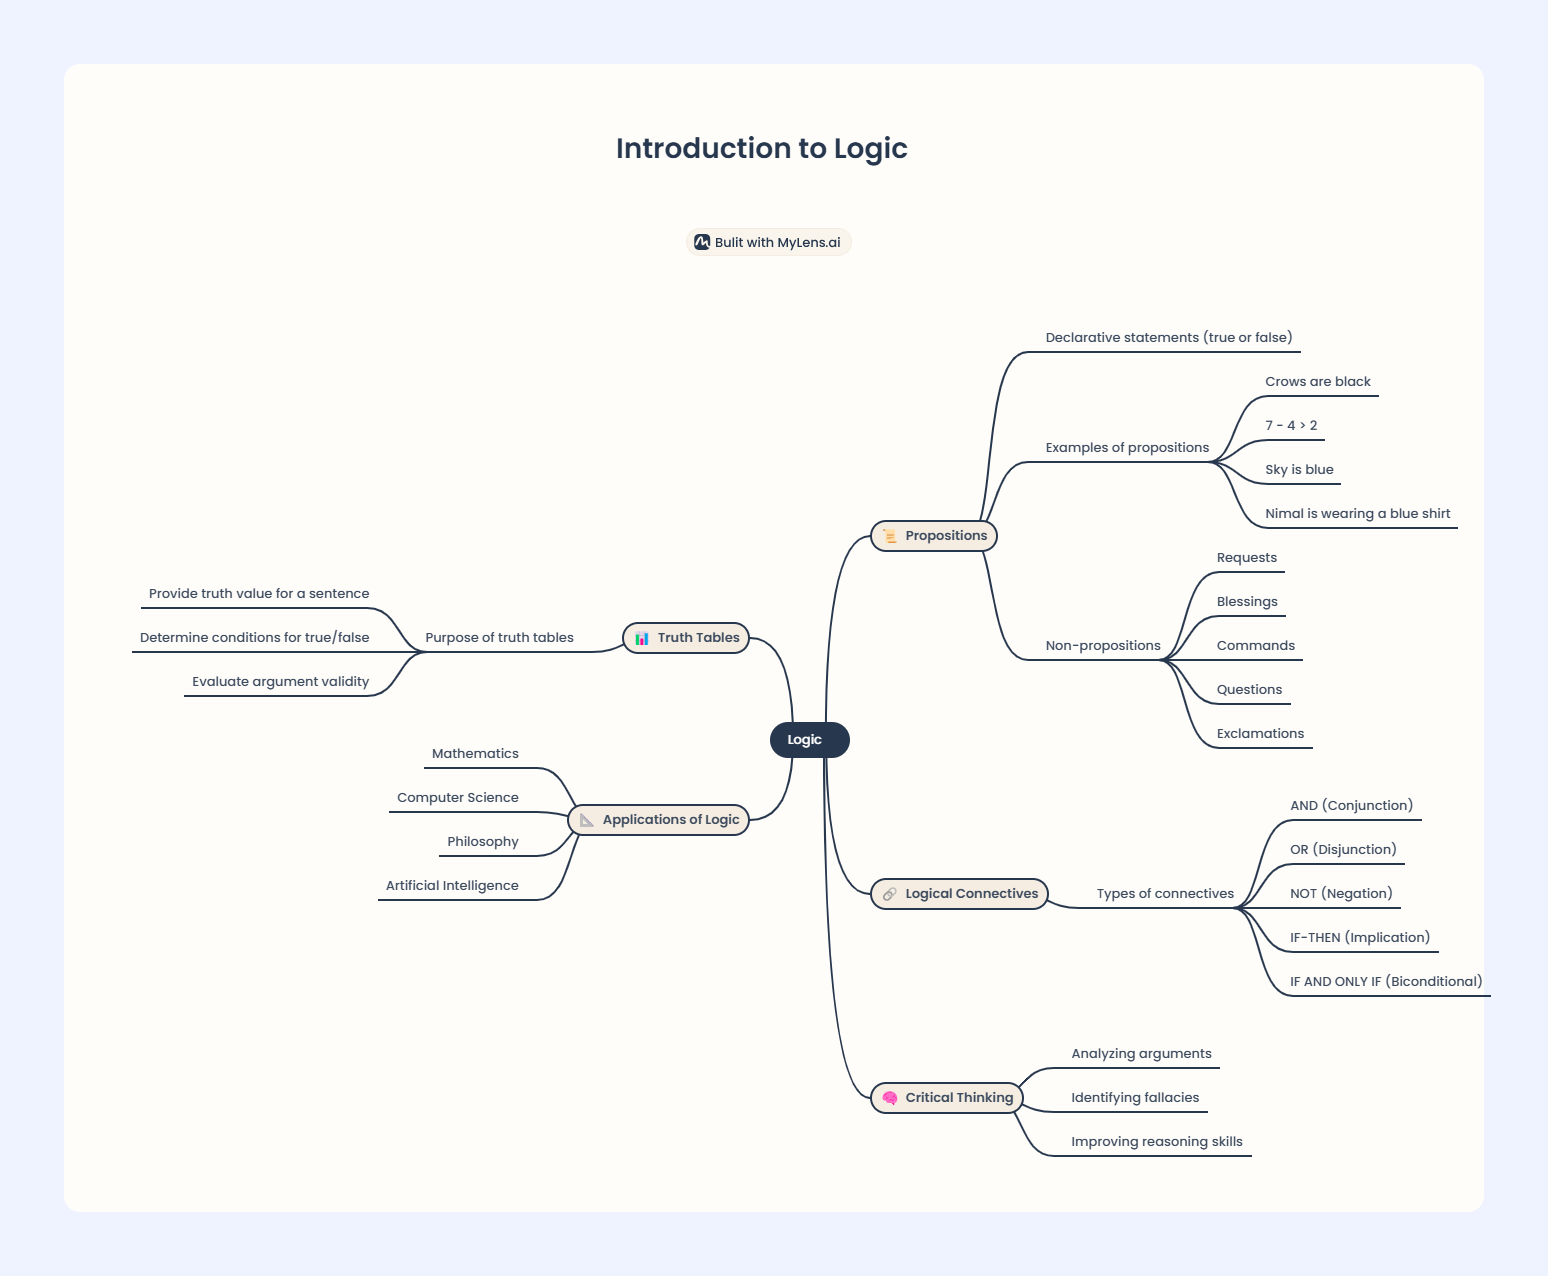 Introduction to Logic
Bulit with MyLens.ai
Logic
Propositions
Declarative statements (true or false)
Examples of propositions
Crows are black
7 - 4 > 2
Sky is blue
Nimal is wearing a blue shirt
Non-propositions
Requests
Blessings
Commands
Questions
Exclamations
Logical Connectives
Types of connectives
AND (Conjunction)
OR (Disjunction)
NOT (Negation)
IF-THEN (Implication)
IF AND ONLY IF (Biconditional)
Critical Thinking
Analyzing arguments
Identifying fallacies
Improving reasoning skills
Truth Tables
Purpose of truth tables
Provide truth value for a sentence
Determine conditions for true/false
Evaluate argument validity
Applications of Logic
Mathematics
Computer Science
Philosophy
Artificial Intelligence